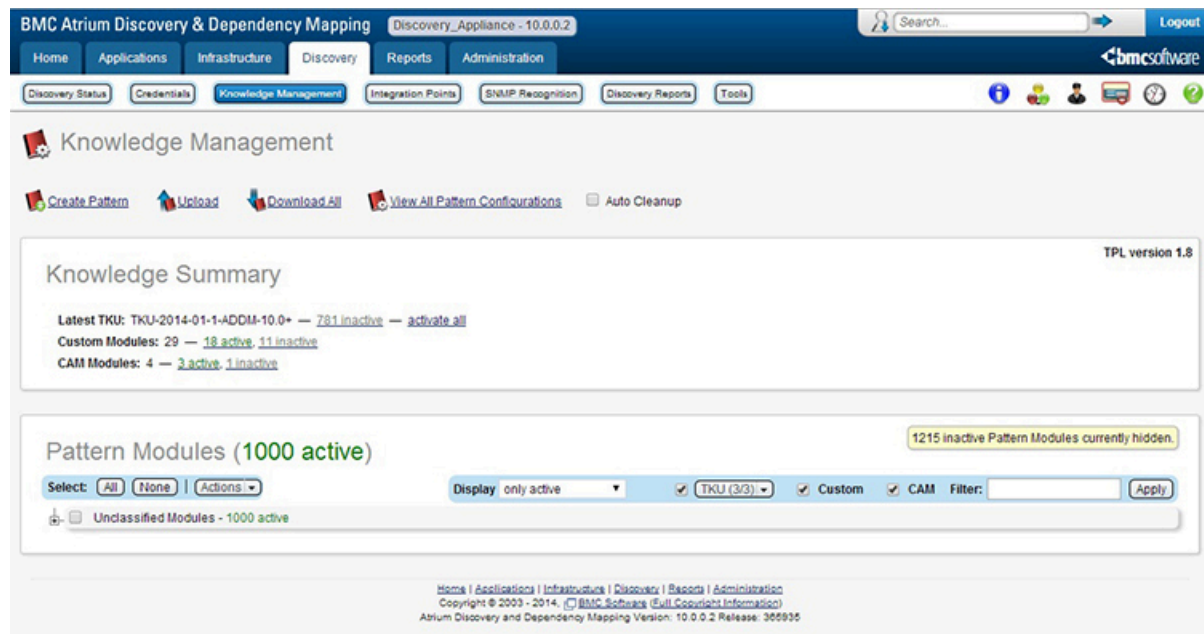 BMC Atrium Discovery & Dependency Mapping Discovery_Appliance - 10.0.0.2 Search... Logout
Home Applications Infrastructure Discovery Reports Administration bmcsoftware
Discovery Status Credentials Knowledge Management Integration Points SNMP Recognition Discovery Reports Tools
Knowledge Management
Create Pattern Upload Download All View All Pattern Configurations Auto Cleanup
TPL version 1.8
Knowledge Summary
Latest TKU: TKU-2014-01-1-ADDM-10.0+ — 781 inactive — activate all
Custom Modules: 29 — 18 active, 11 inactive
CAM Modules: 4 — 3 active, 1 inactive
1215 inactive Pattern Modules currently hidden.
Pattern Modules (1000 active)
Select: All None | Actions Display only active TKU (3/3) Custom CAM Filter: Apply
Unclassified Modules - 1000 active
Home | Applications | Infrastructure | Discovery | Reports | Administration
Copyright © 2003 - 2014, BMC Software (Full Copyright Information)
Atrium Discovery and Dependency Mapping Version: 10.0.0.2 Release: 366935